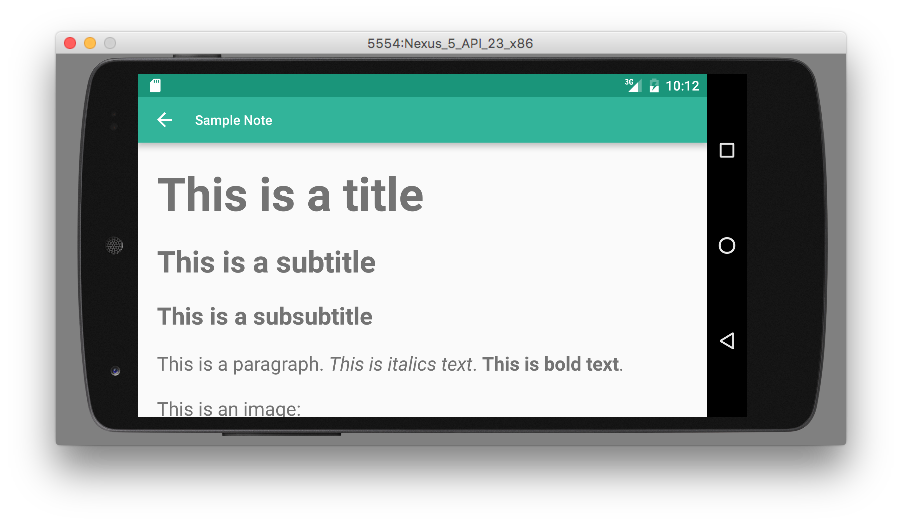 5554:Nexus_5_API_23_x86
3G 10:12
Sample Note
This is a title
This is a subtitle
This is a subsubtitle
This is a paragraph. This is italics text. This is bold text.
This is an image: